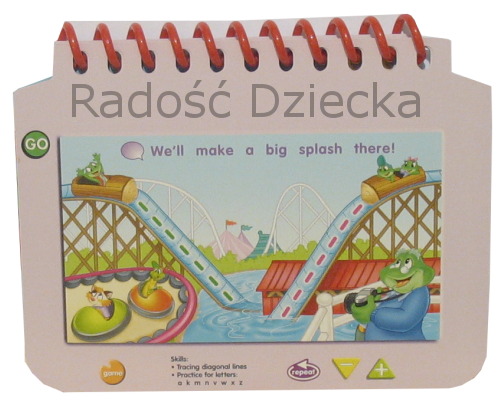 Radość Dziecka
GO
We'll make a big splash there!
game
Skills:
• Tracing diagonal lines
• Practice for letters:
a k m n v w x z
repeat